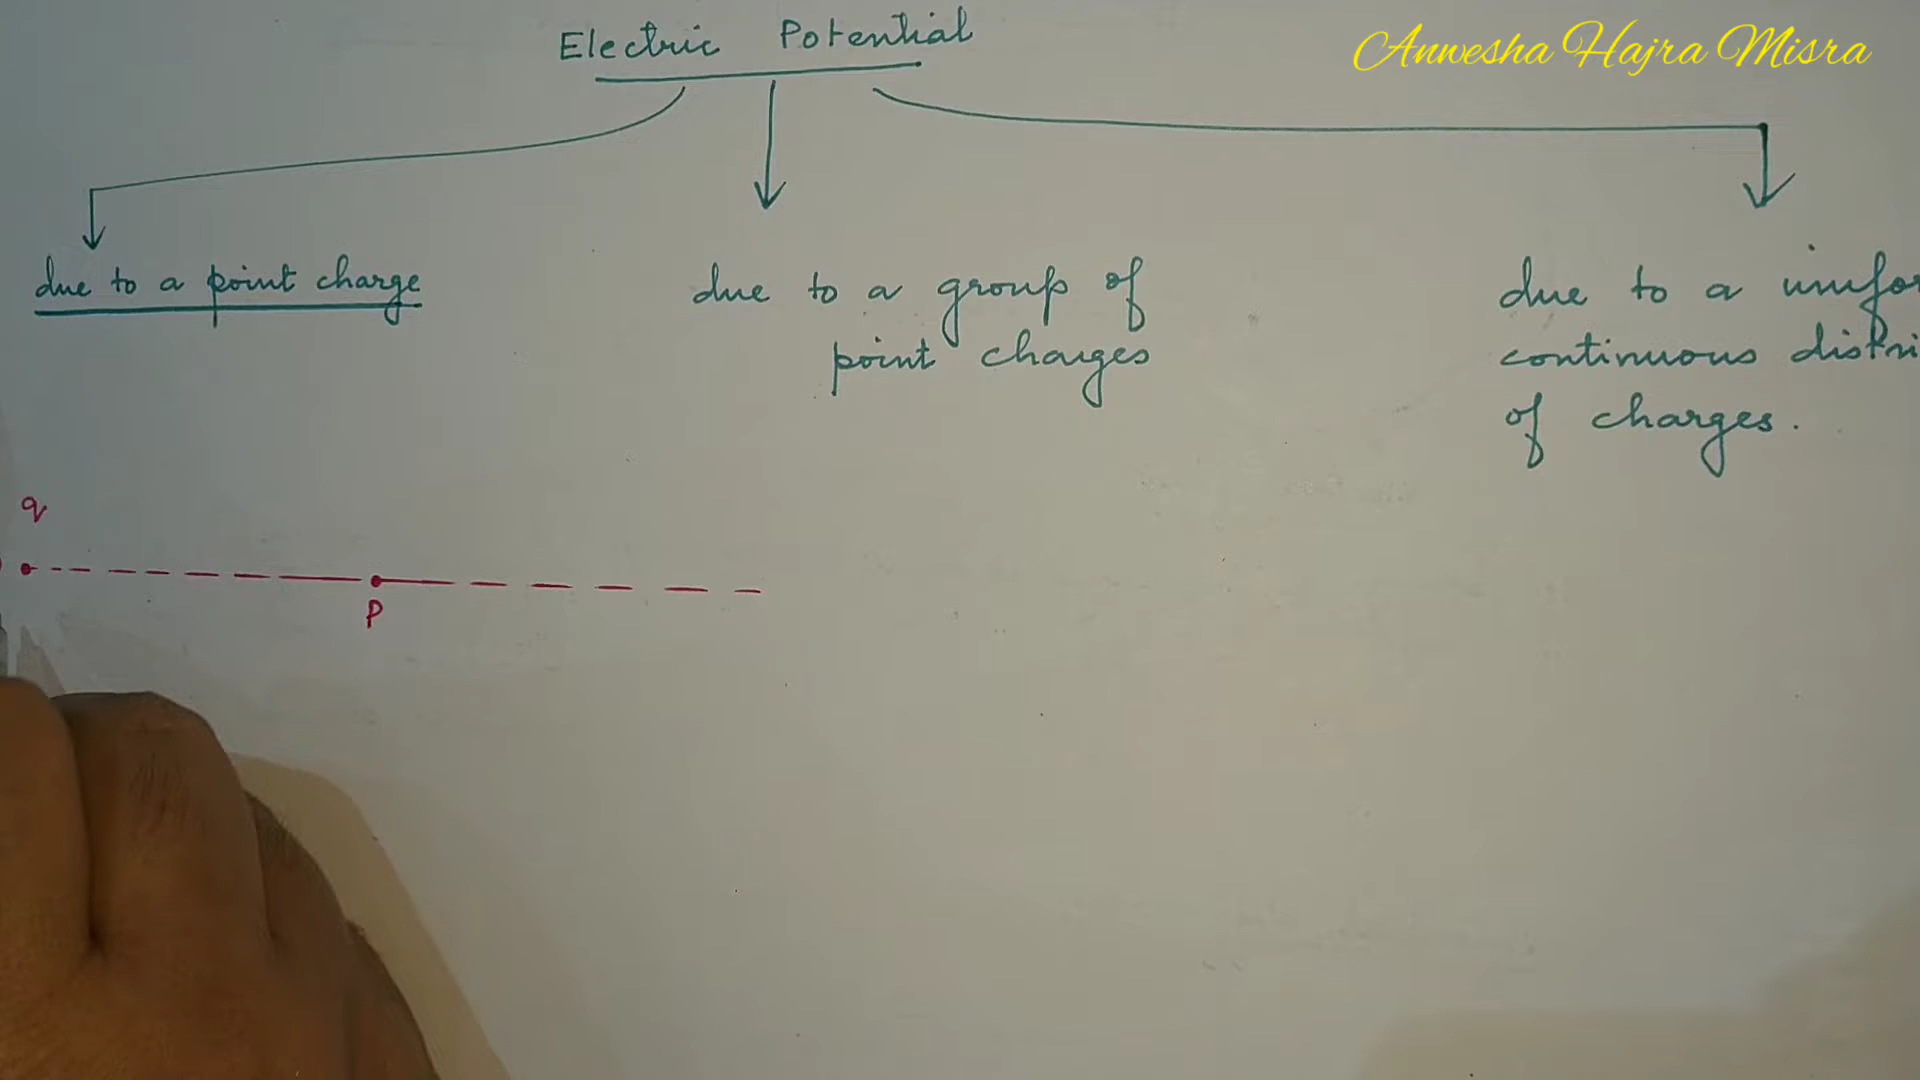 Electric Potential
Anwesha Hajra Misra
due to a point charge
due to a group of
point charges
due to a
continuous
of charges.
q
P